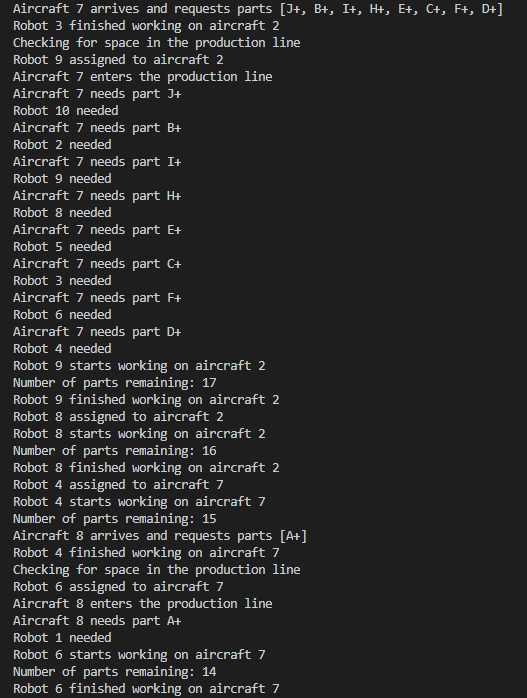 Aircraft 7 arrives and requests parts [J+, B+, I+, H+, E+, C+, F+, D+]
Robot 3 finished working on aircraft 2
Checking for space in the production line
Robot 9 assigned to aircraft 2
Aircraft 7 enters the production line
Aircraft 7 needs part J+
Robot 10 needed
Aircraft 7 needs part B+
Robot 2 needed
Aircraft 7 needs part I+
Robot 9 needed
Aircraft 7 needs part H+
Robot 8 needed
Aircraft 7 needs part E+
Robot 5 needed
Aircraft 7 needs part C+
Robot 3 needed
Aircraft 7 needs part F+
Robot 6 needed
Aircraft 7 needs part D+
Robot 4 needed
Robot 9 starts working on aircraft 2
Number of parts remaining: 17
Robot 9 finished working on aircraft 2
Robot 8 assigned to aircraft 2
Robot 8 starts working on aircraft 2
Number of parts remaining: 16
Robot 8 finished working on aircraft 2
Robot 4 assigned to aircraft 7
Robot 4 starts working on aircraft 7
Number of parts remaining: 15
Aircraft 8 arrives and requests parts [A+]
Robot 4 finished working on aircraft 7
Checking for space in the production line
Robot 6 assigned to aircraft 7
Aircraft 8 enters the production line
Aircraft 8 needs part A+
Robot 1 needed
Robot 6 starts working on aircraft 7
Number of parts remaining: 14
Robot 6 finished working on aircraft 7